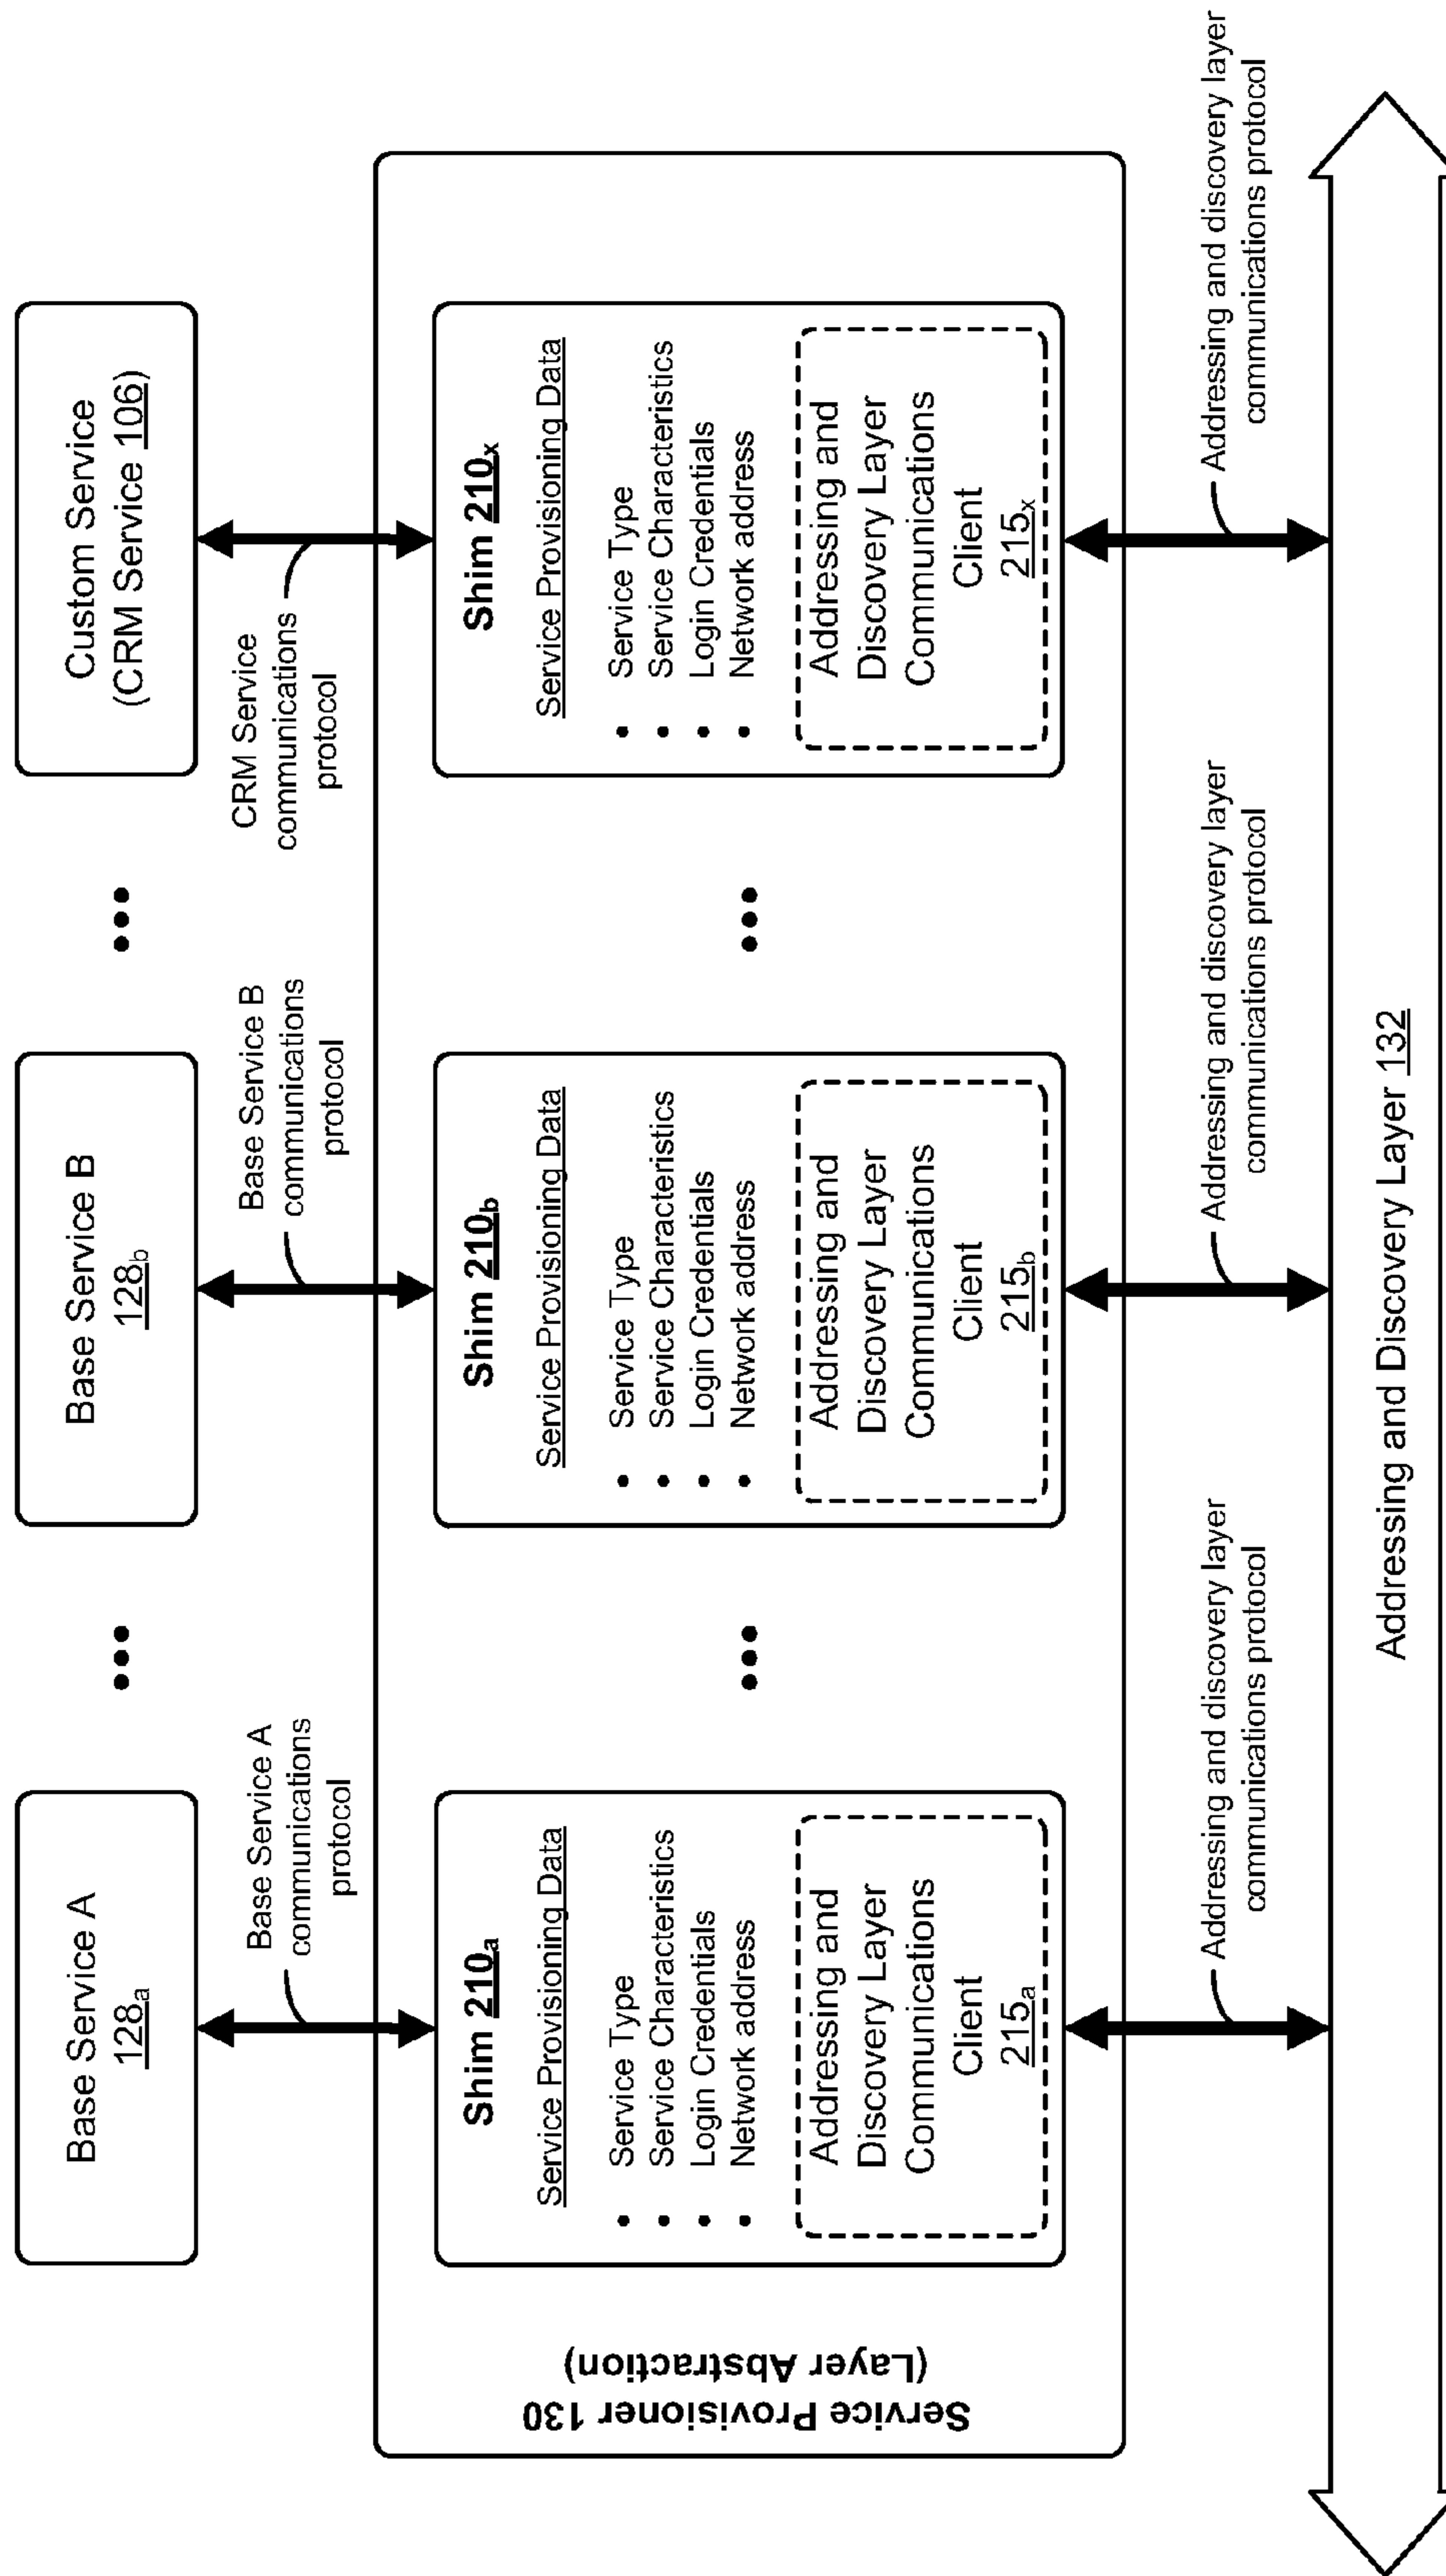 Base Service A
128a
Base Service B
128b
Custom Service
(CRM Service 106)
Base Service A
communications
protocol
Base Service B
communications
protocol
CRM Service
communications
protocol
Service Provisioner 130
(Layer Abstraction)
Shim 210a
Service Provisioning Data
• Service Type
• Service Characteristics
• Login Credentials
• Network address
Addressing and
Discovery Layer
Communications
Client
215a
Shim 210b
Service Provisioning Data
• Service Type
• Service Characteristics
• Login Credentials
• Network address
Addressing and
Discovery Layer
Communications
Client
215b
Shim 210x
Service Provisioning Data
• Service Type
• Service Characteristics
• Login Credentials
• Network address
Addressing and
Discovery Layer
Communications
Client
215x
Addressing and discovery layer
communications protocol
Addressing and discovery layer
communications protocol
Addressing and discovery layer
communications protocol
Addressing and Discovery Layer 132